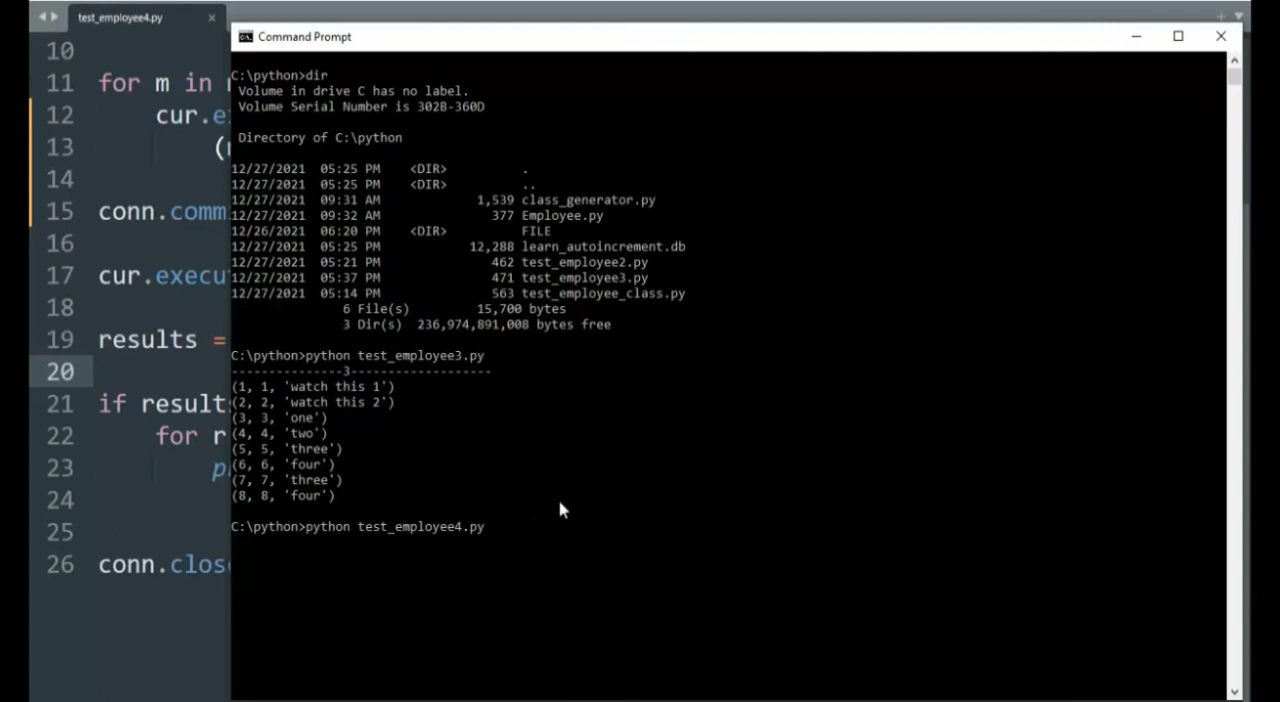 test_employee4.py
Command Prompt
10
11 for m in
12 cur.e
13 (
14
15 conn.comm
16
17 cur.execu
18
19 results =
20
21 if result
22 for r
23 p
24
25
26 conn.clos
C:\python>dir
Volume in drive C has no label.
Volume Serial Number is 302B-360D
Directory of C:\python
12/27/2021 05:25 PM <DIR> .
12/27/2021 05:25 PM <DIR> ..
12/27/2021 09:31 AM 1,539 class_generator.py
12/27/2021 09:32 AM 377 Employee.py
12/26/2021 06:20 PM <DIR> FILE
12/27/2021 05:25 PM 12,288 learn_autoincrement.db
12/27/2021 05:21 PM 462 test_employee2.py
12/27/2021 05:37 PM 471 test_employee3.py
12/27/2021 05:14 PM 563 test_employee_class.py
6 File(s) 15,700 bytes
3 Dir(s) 236,974,891,008 bytes free
C:\python>python test_employee3.py
---------------3-------------------
(1, 1, 'watch this 1')
(2, 2, 'watch this 2')
(3, 3, 'one')
(4, 4, 'two')
(5, 5, 'three')
(6, 6, 'four')
(7, 7, 'three')
(8, 8, 'four')
C:\python>python test_employee4.py